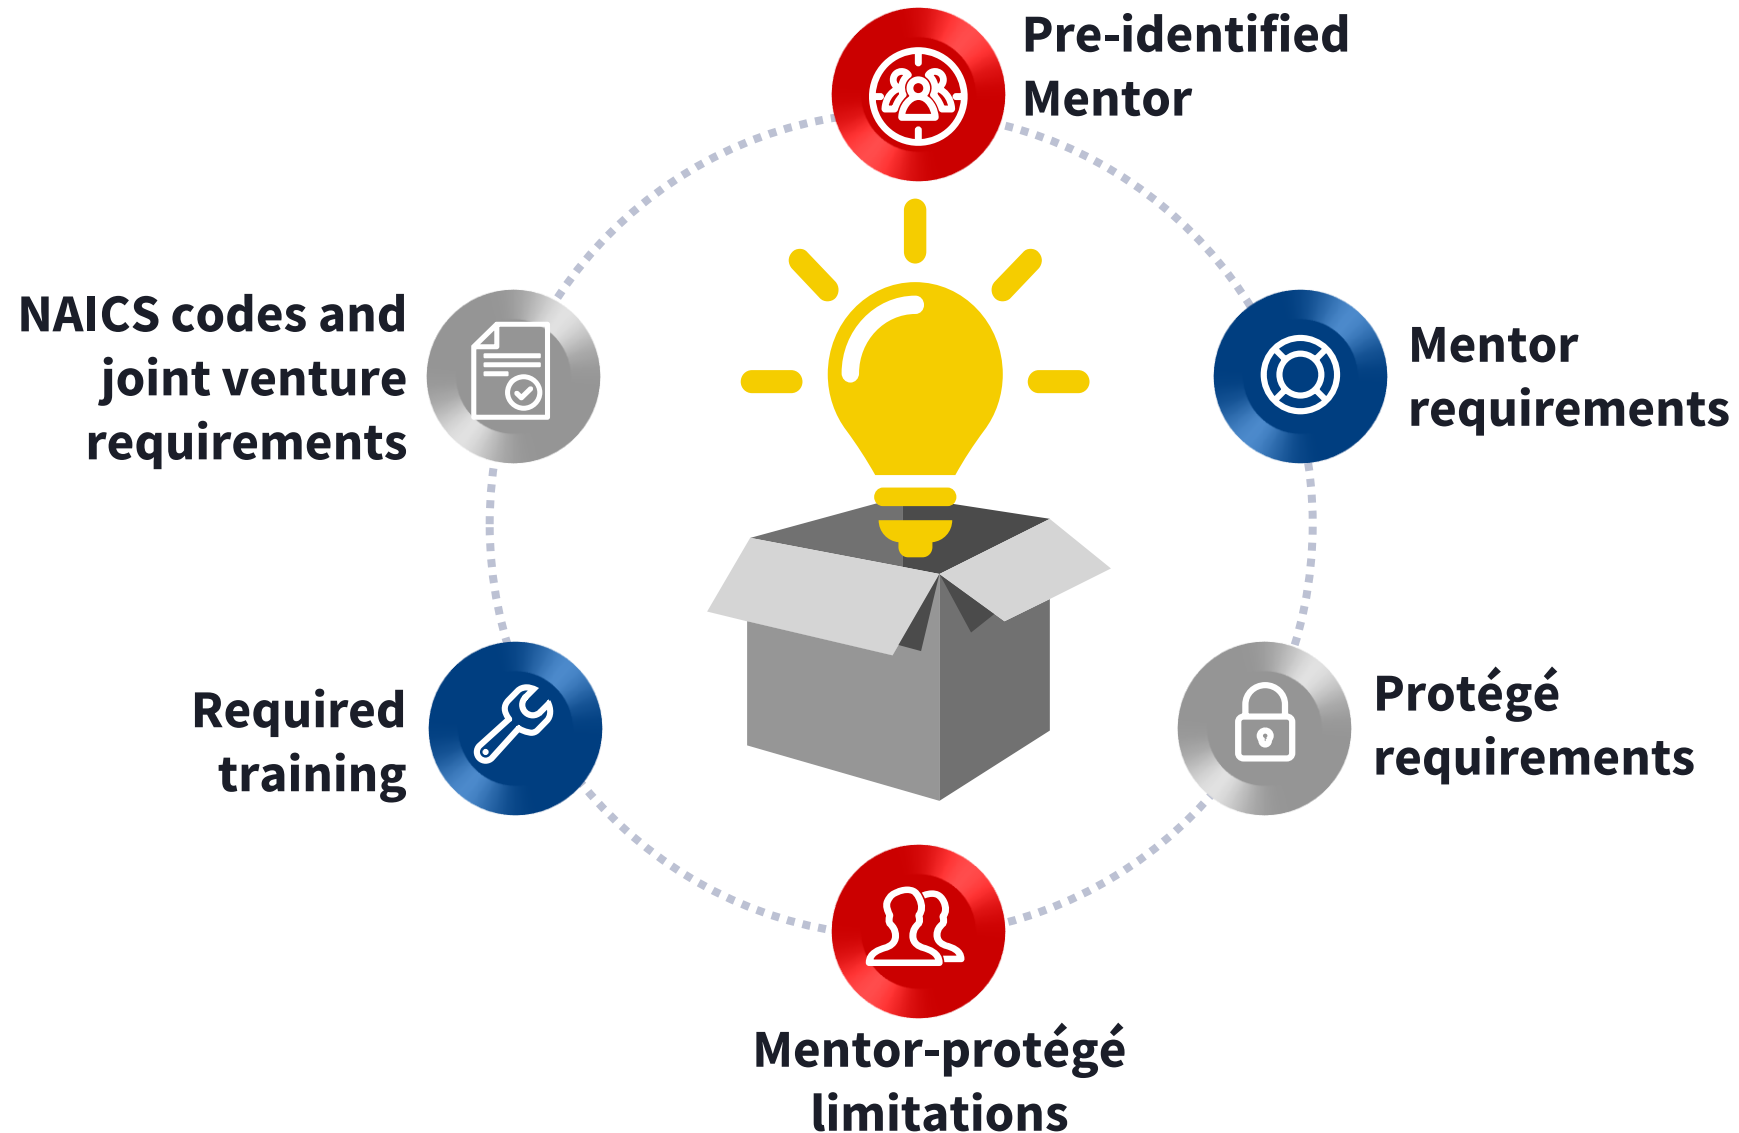 Pre-identified
Mentor
Mentor
requirements
Protégé
requirements
Mentor-protégé
limitations
Required
training
NAICS codes and
joint venture
requirements